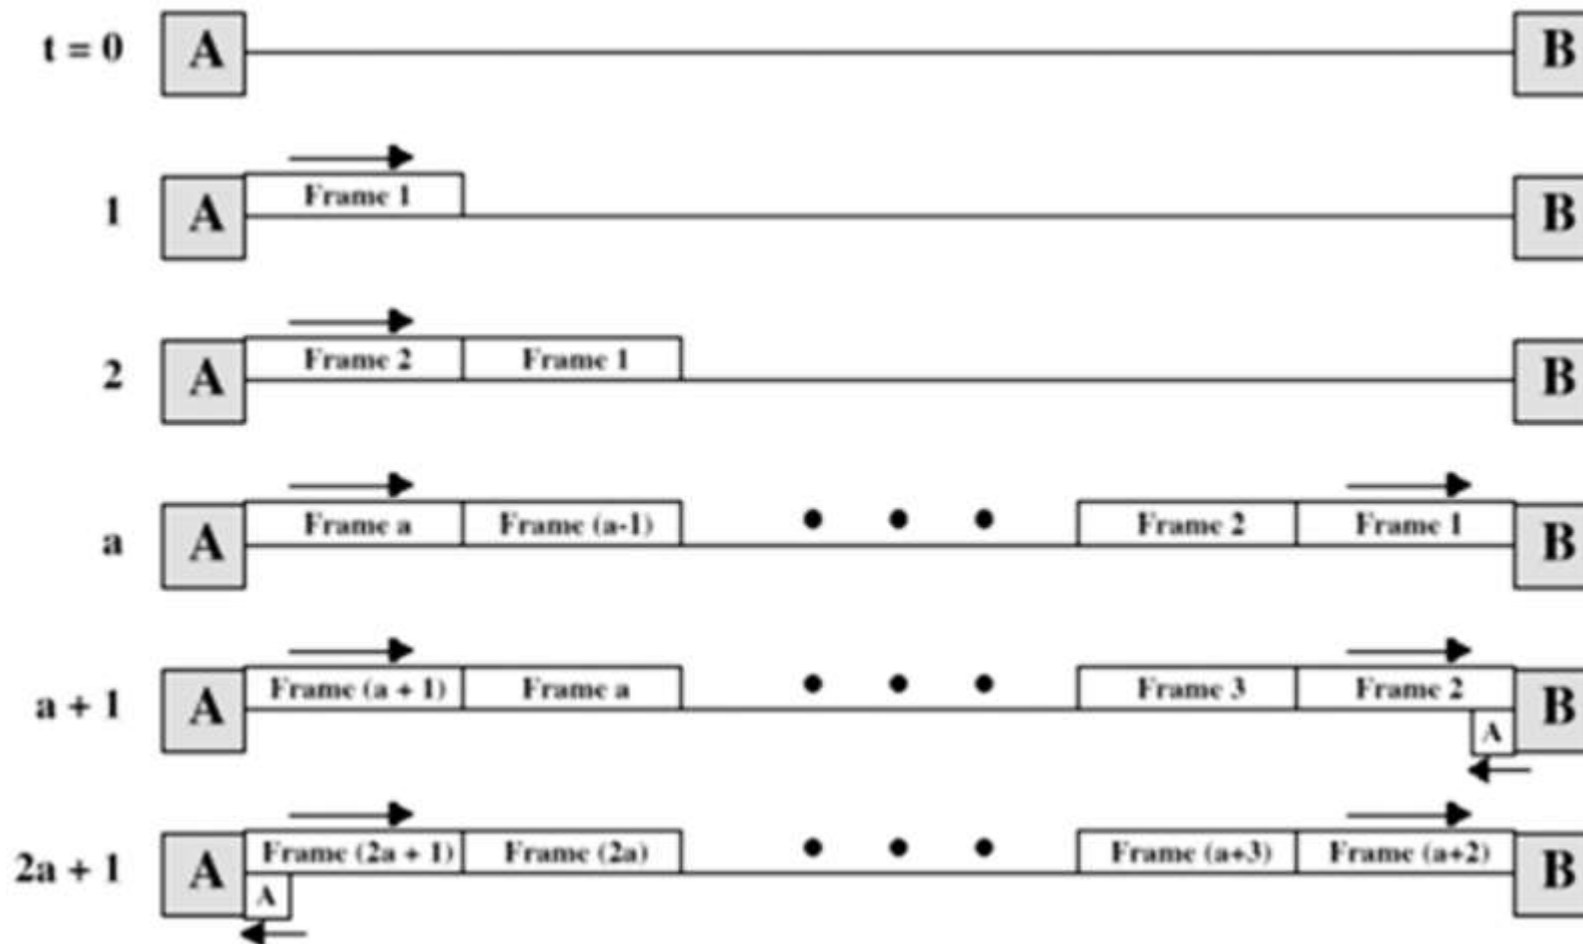 t = 0 A B
1 A Frame 1 B
2 A Frame 2 Frame 1 B
a A Frame a Frame (a-1) Frame 2 Frame 1 B
a + 1 A Frame (a + 1) Frame a Frame 3 Frame 2 B
A
2a + 1 A Frame (2a + 1) Frame (2a) Frame (a+3) Frame (a+2) B
A